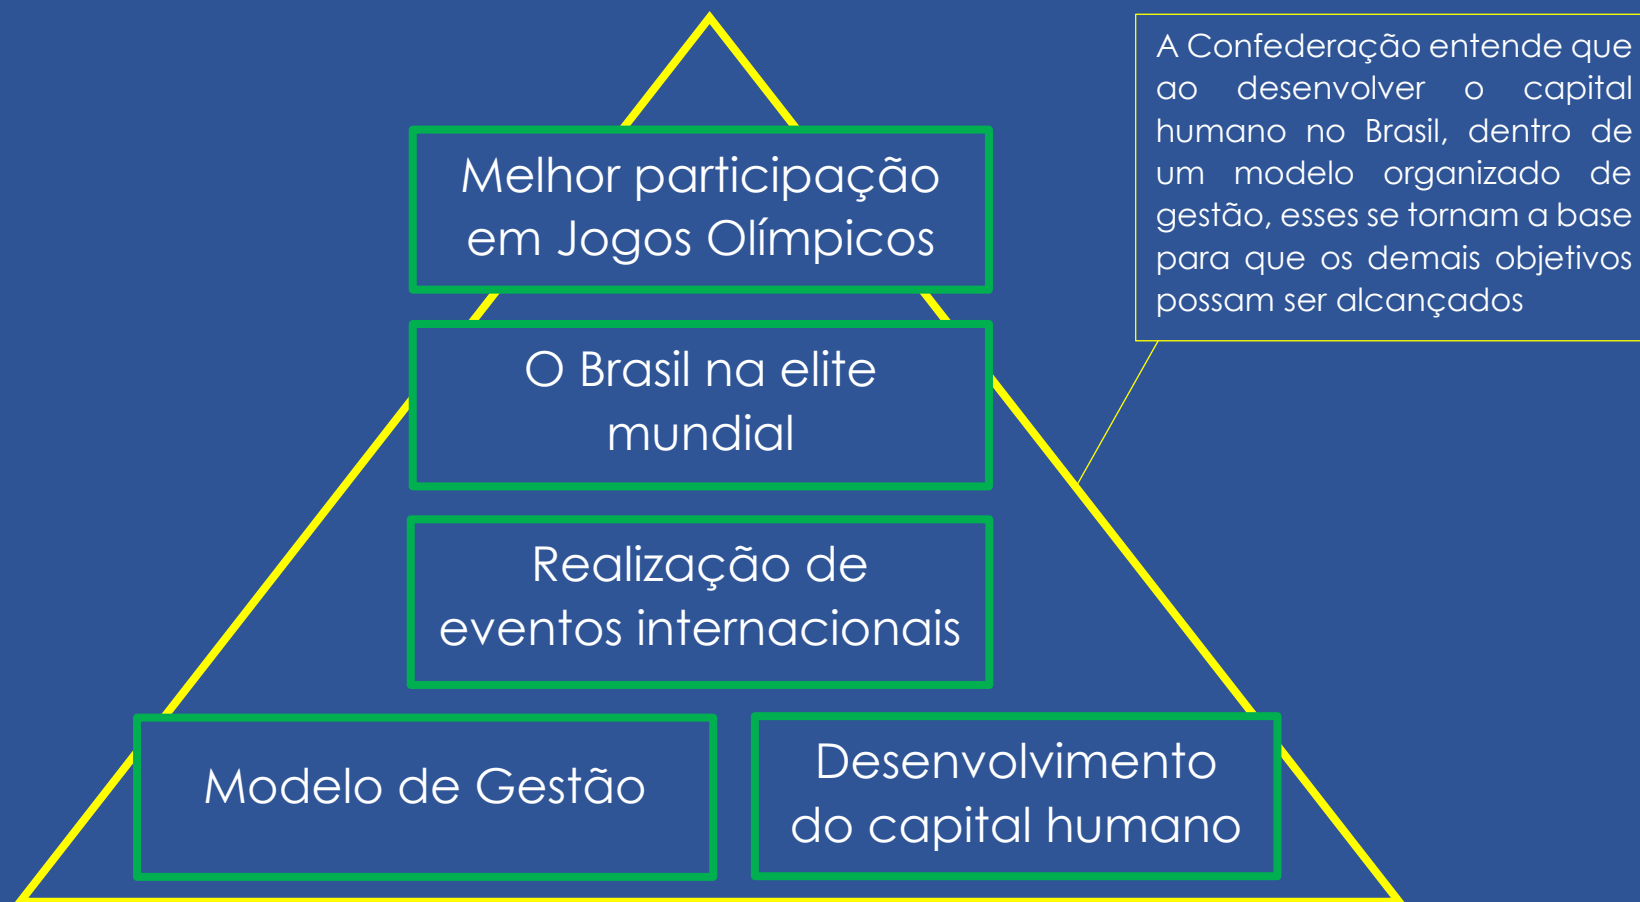 Melhor participação
em Jogos Olímpicos
O Brasil na elite
mundial
Realização de
eventos internacionais
Modelo de Gestão
Desenvolvimento
do capital humano
A Confederação entende que
ao desenvolver o capital
humano no Brasil, dentro de
um modelo organizado de
gestão, esses se tornam a base
para que os demais objetivos
possam ser alcançados